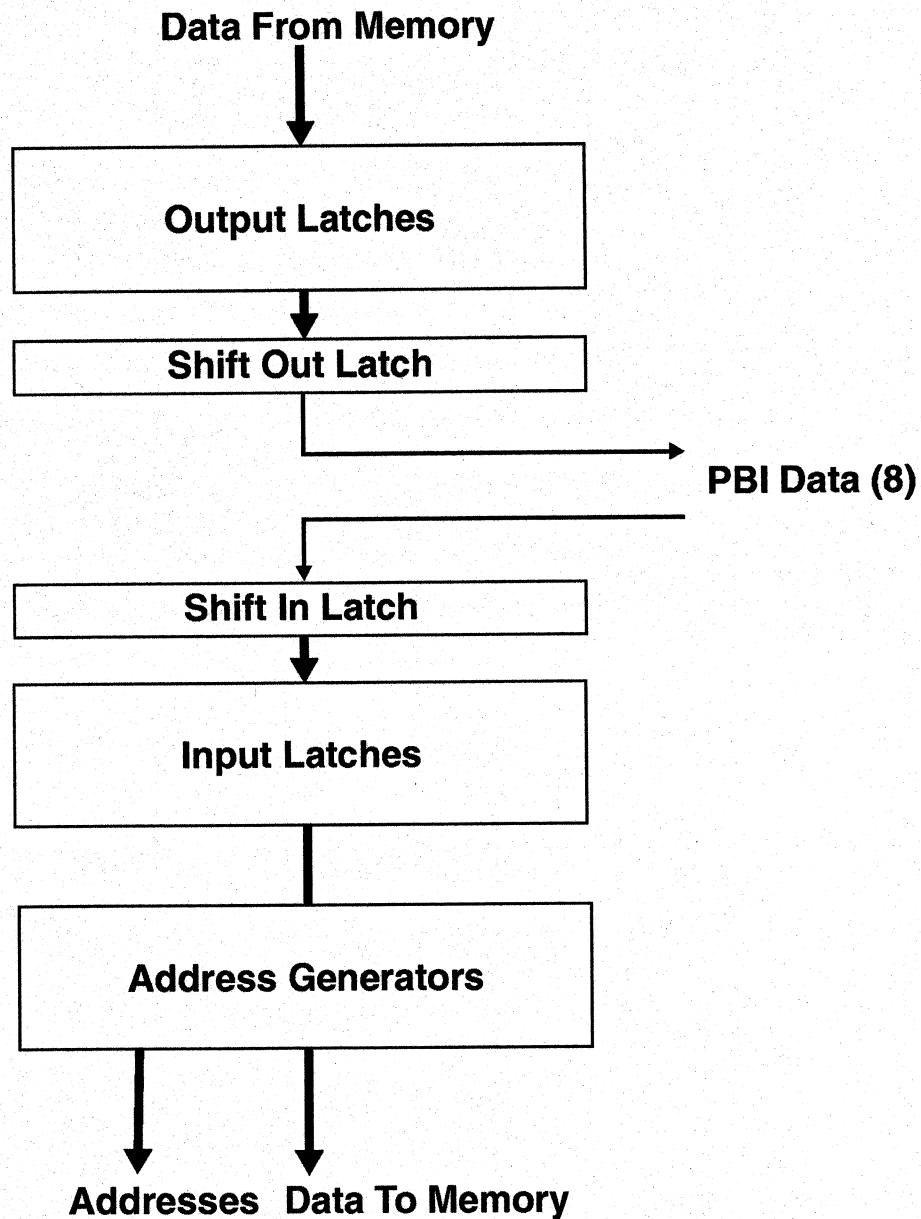 Data From Memory
Output Latches
Shift Out Latch
PBI Data (8)
Shift In Latch
Input Latches
Address Generators
Addresses Data To Memory